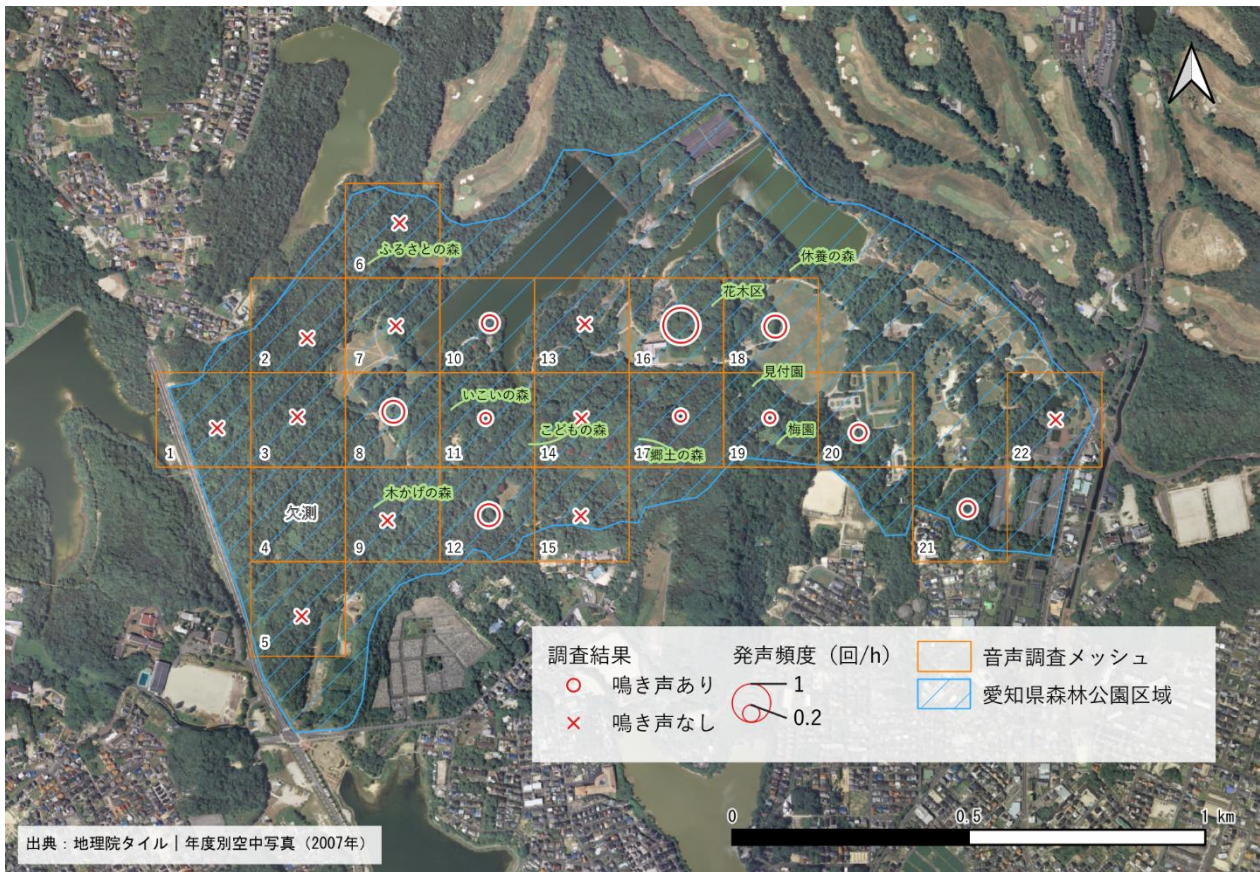 ふるさとの森
6
休養の森
花木区
2
7
10
13
16
18
見付園
いこいの森
こどもの森
郷土の森
梅園
1
3
8
11
14
17
19
20
22
木かげの森
欠測
4
9
12
15
21
5
調査結果
鳴き声あり
鳴き声なし
発声頻度（回/h）
1
0.2
音声調査メッシュ
愛知県森林公園区域
0
0.5
1 km
出典：地理院タイル｜年度別空中写真（2007年）